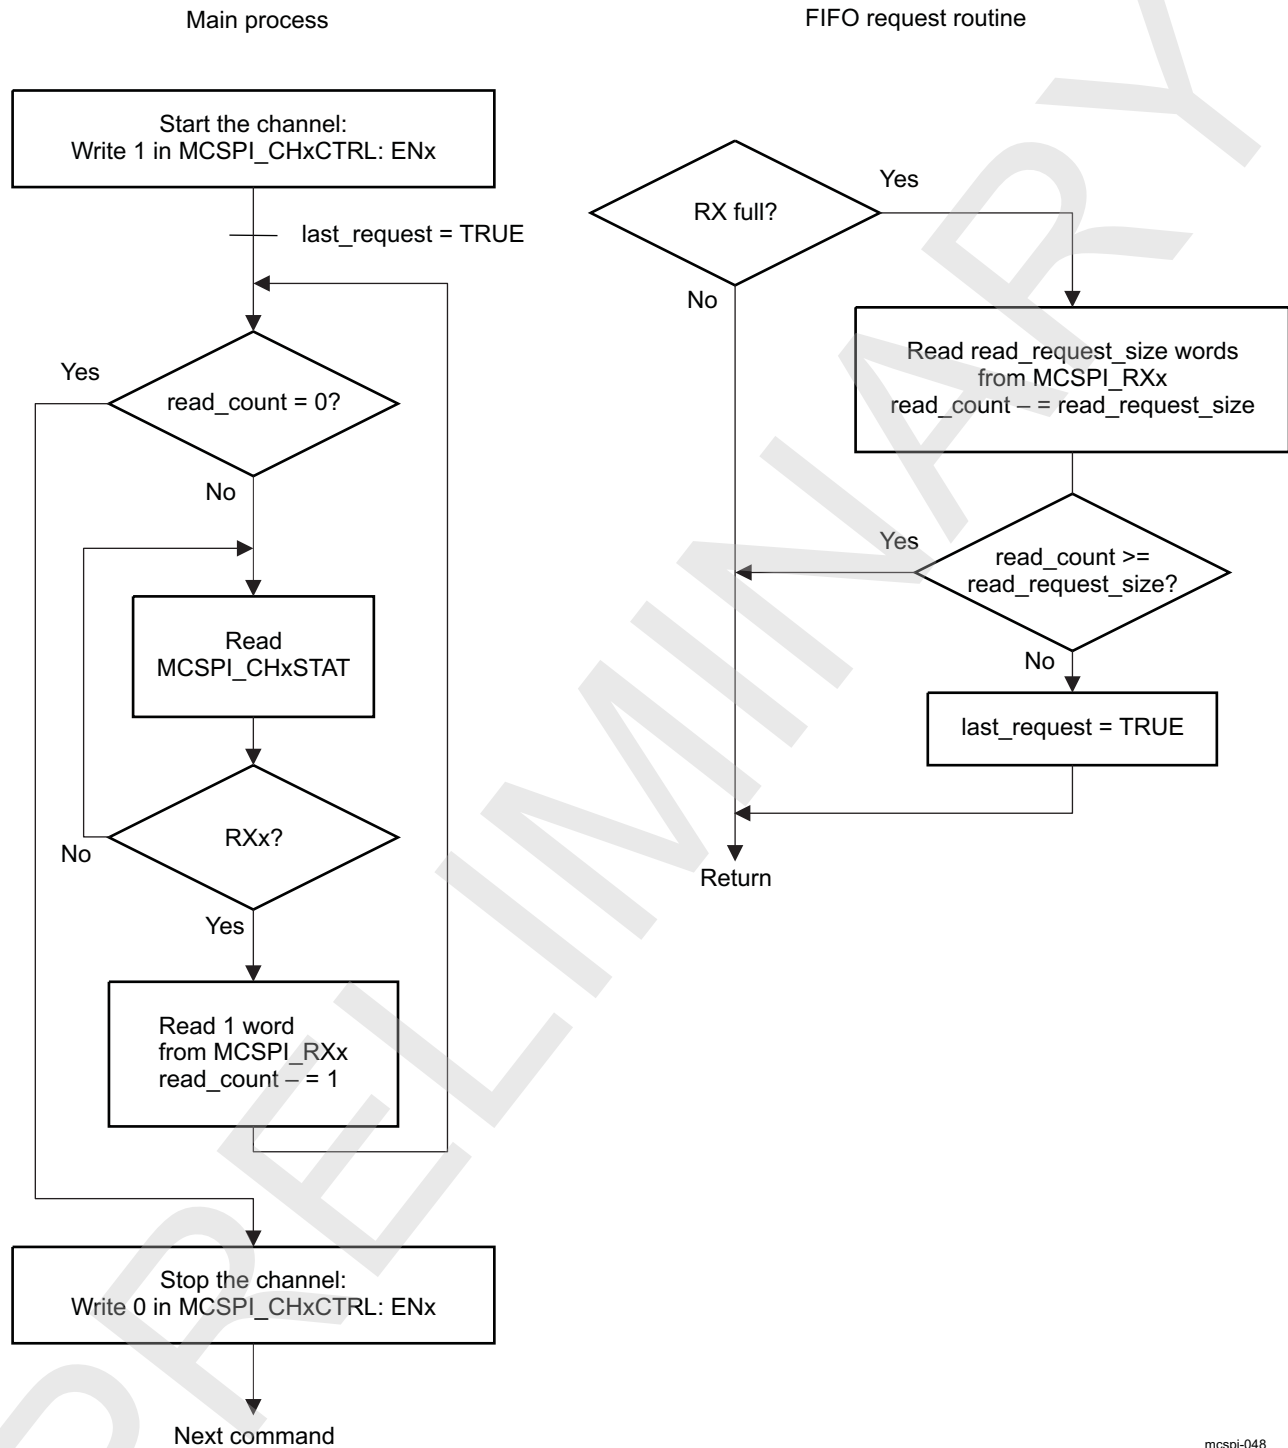 Main process
Start the channel:
Write 1 in MCSPI_CHxCTRL: ENx
last_request = TRUE
Yes
read_count = 0?
No
Read
MCSPI_CHxSTAT
RXx?
No
Yes
Read 1 word
from MCSPI_RXx
read_count – = 1
Stop the channel:
Write 0 in MCSPI_CHxCTRL: ENx
Next command
FIFO request routine
RX full?
Yes
No
Read read_request_size words
from MCSPI_RXx
read_count – = read_request_size
Yes
read_count >=
read_request_size?
No
last_request = TRUE
Return
mcspi-048
PRELIMINARY